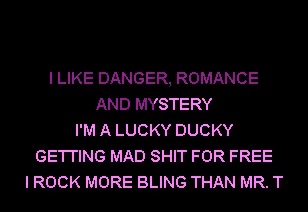 I LIKE DANGER, ROMANCE
AND MYSTERY
I'M A LUCKY DUCKY
GETTING MAD SHIT FOR FREE
I ROCK MORE BLING THAN MR. T